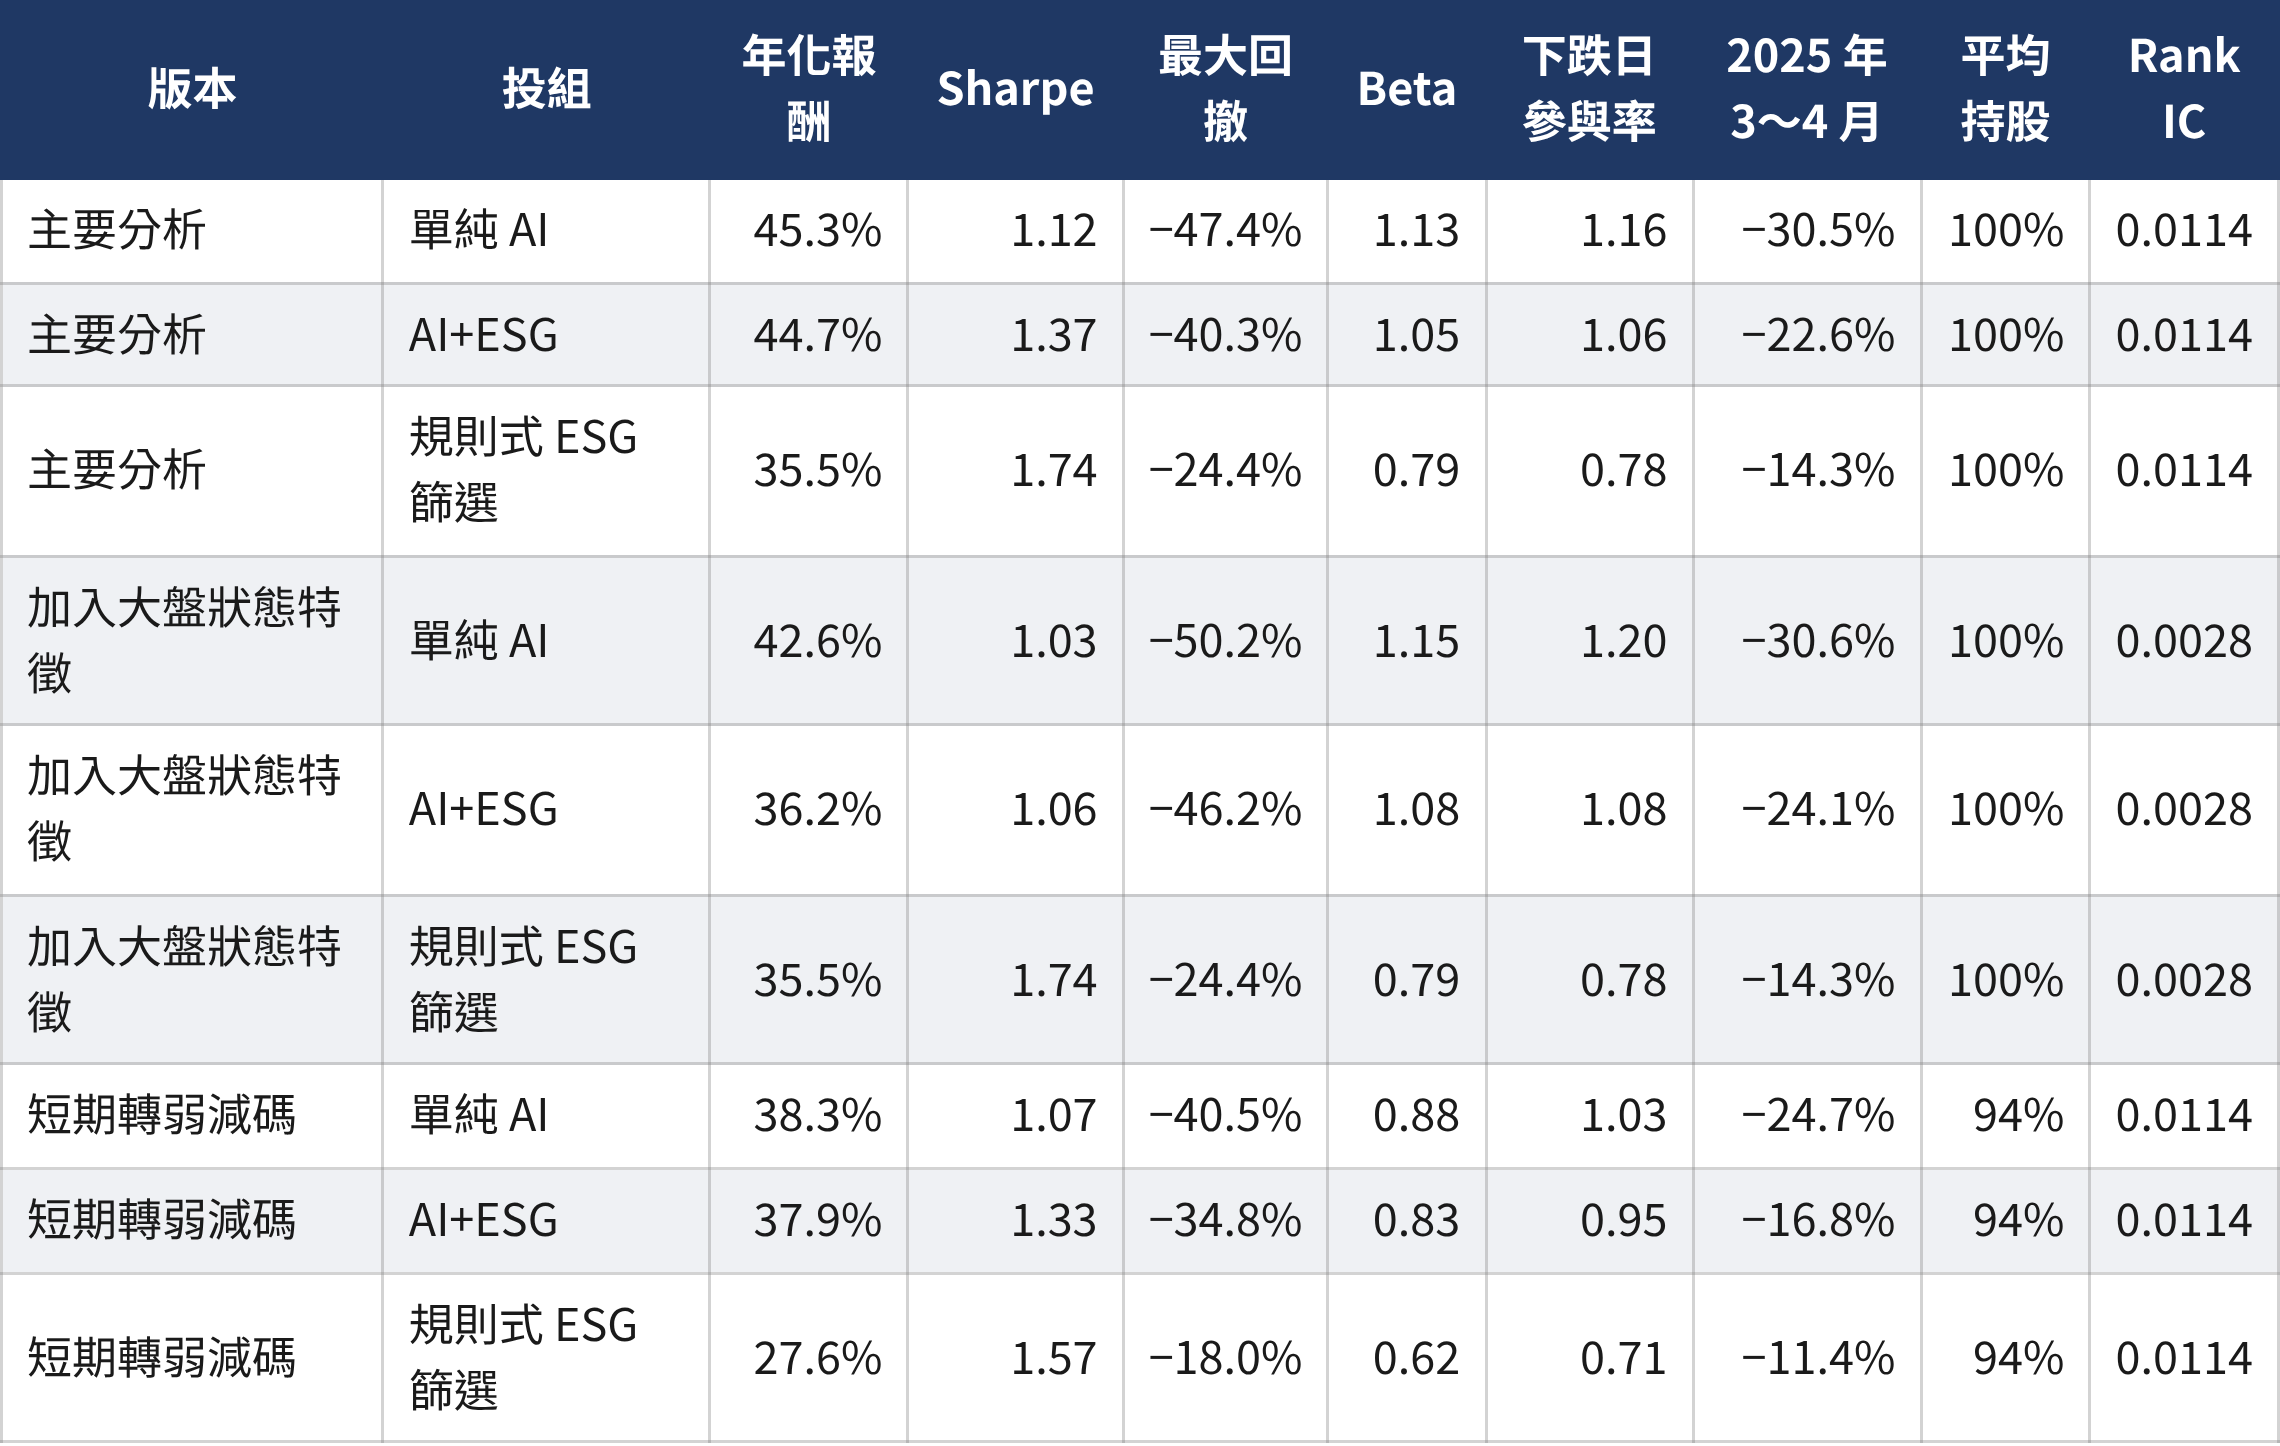 版本 投組 年化報酬 Sharpe 最大回撤 Beta 下跌日參與率 2025 年 3～4 月 平均持股 Rank IC
主要分析 單純 AI 45.3% 1.12 −47.4% 1.13 1.16 −30.5% 100% 0.0114
主要分析 AI+ESG 44.7% 1.37 −40.3% 1.05 1.06 −22.6% 100% 0.0114
主要分析 規則式 ESG 篩選 35.5% 1.74 −24.4% 0.79 0.78 −14.3% 100% 0.0114
加入大盤狀態特徵 單純 AI 42.6% 1.03 −50.2% 1.15 1.20 −30.6% 100% 0.0028
加入大盤狀態特徵 AI+ESG 36.2% 1.06 −46.2% 1.08 1.08 −24.1% 100% 0.0028
加入大盤狀態特徵 規則式 ESG 篩選 35.5% 1.74 −24.4% 0.79 0.78 −14.3% 100% 0.0028
短期轉弱減碼 單純 AI 38.3% 1.07 −40.5% 0.88 1.03 −24.7% 94% 0.0114
短期轉弱減碼 AI+ESG 37.9% 1.33 −34.8% 0.83 0.95 −16.8% 94% 0.0114
短期轉弱減碼 規則式 ESG 篩選 27.6% 1.57 −18.0% 0.62 0.71 −11.4% 94% 0.0114